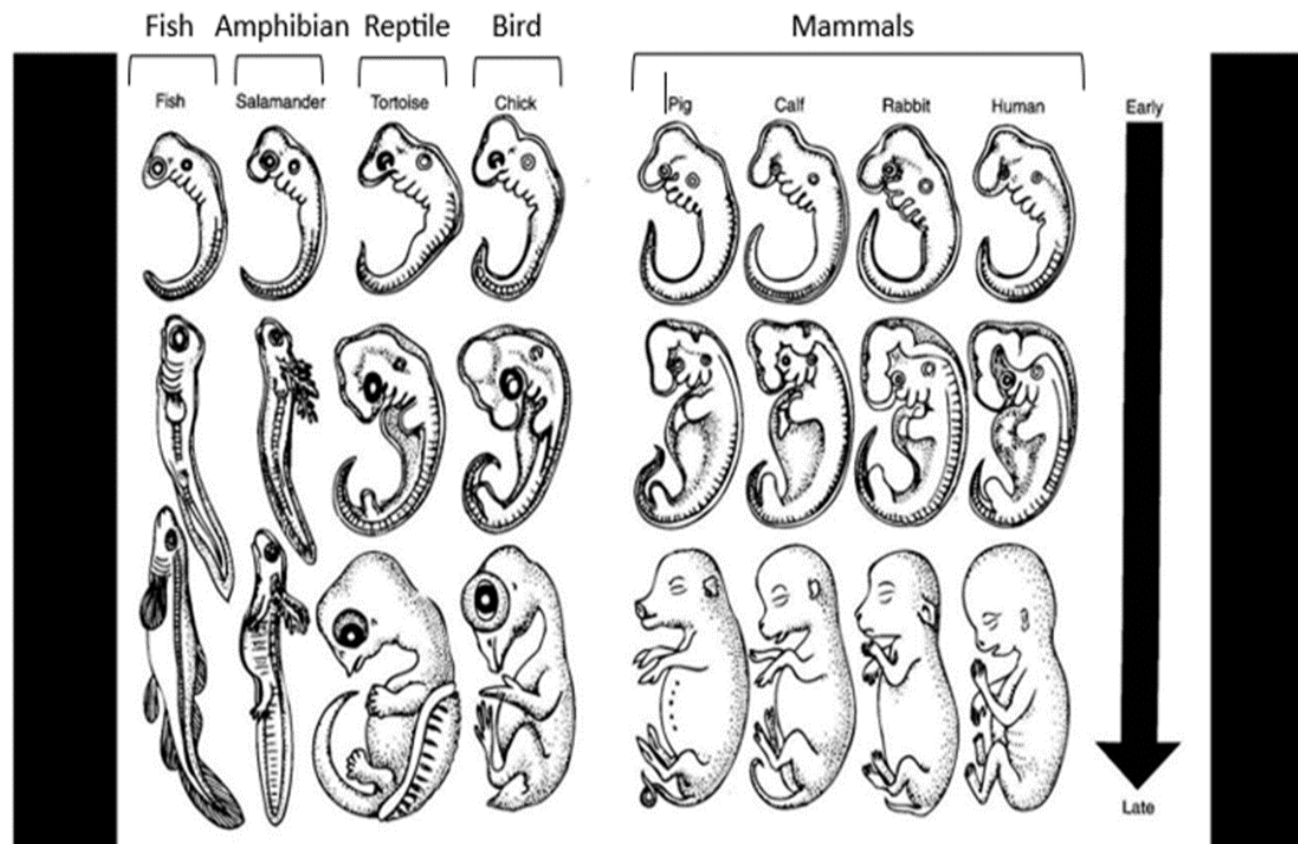 Fish Amphibian Reptile Bird Mammals
Fish Salamander Tortoise Chick Pig Calf Rabbit Human Early
Late